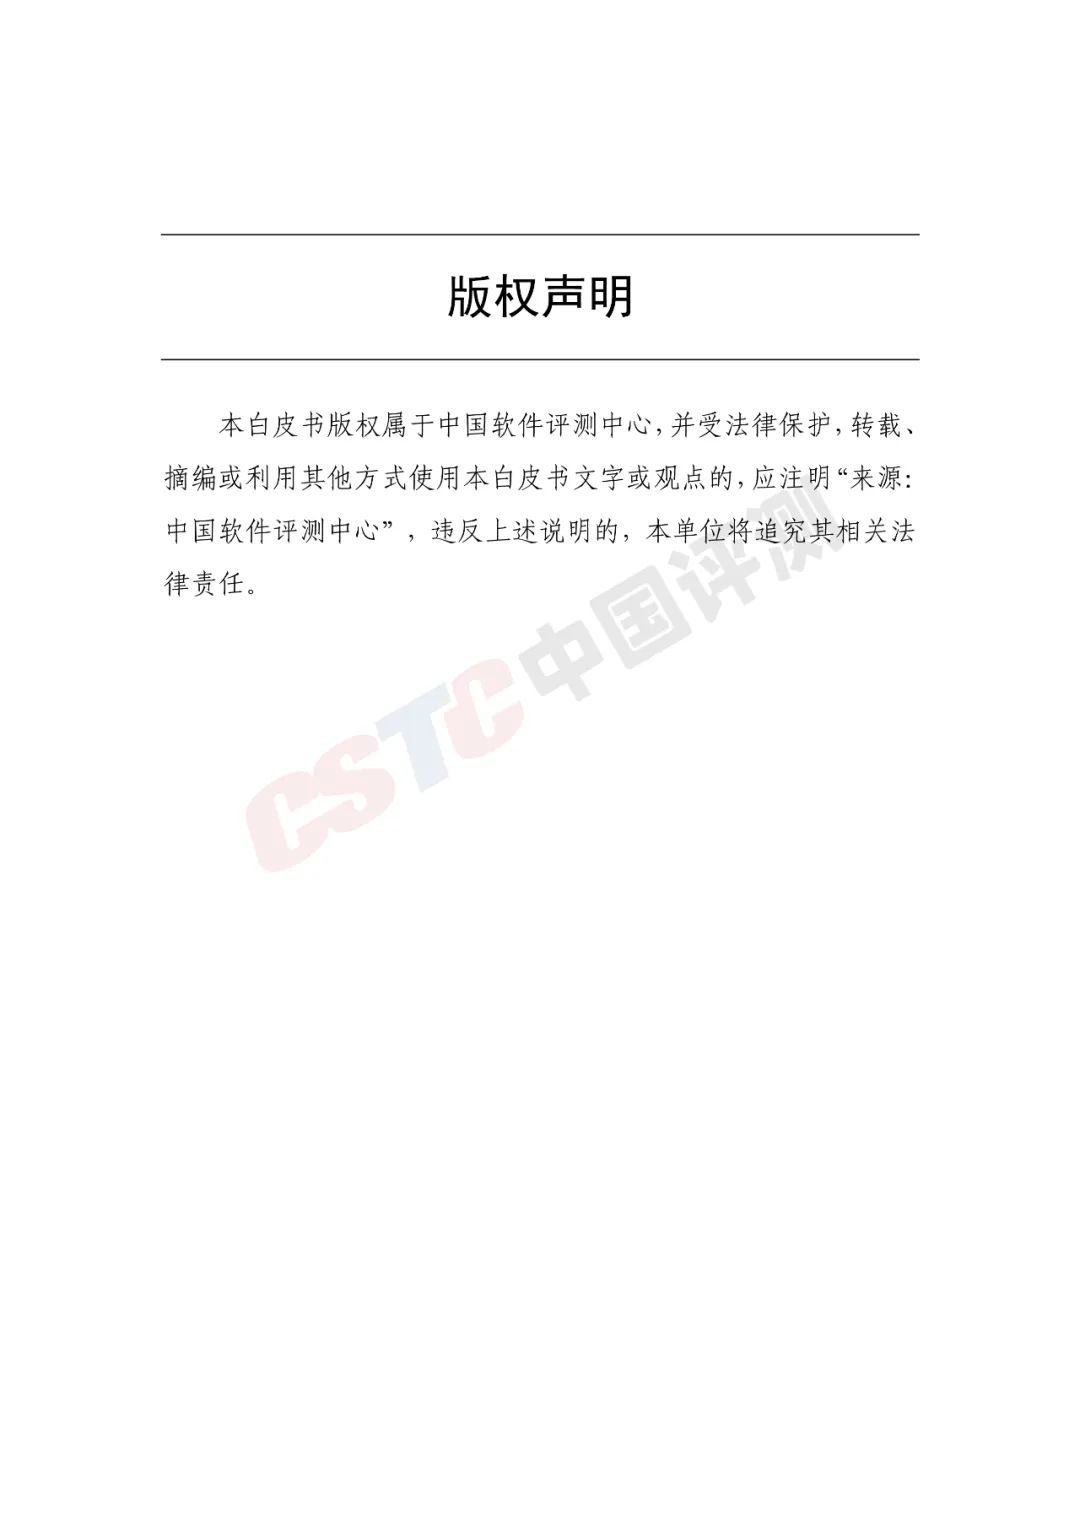 版权声明
本白皮书版权属于中国软件评测中心，并受法律保护，转载、
摘编或利用其他方式使用本白皮书文字或观点的，应注明“来源：
中国软件评测中心”，违反上述说明的，本单位将追究其相关法
律责任。
CSTC中国评测